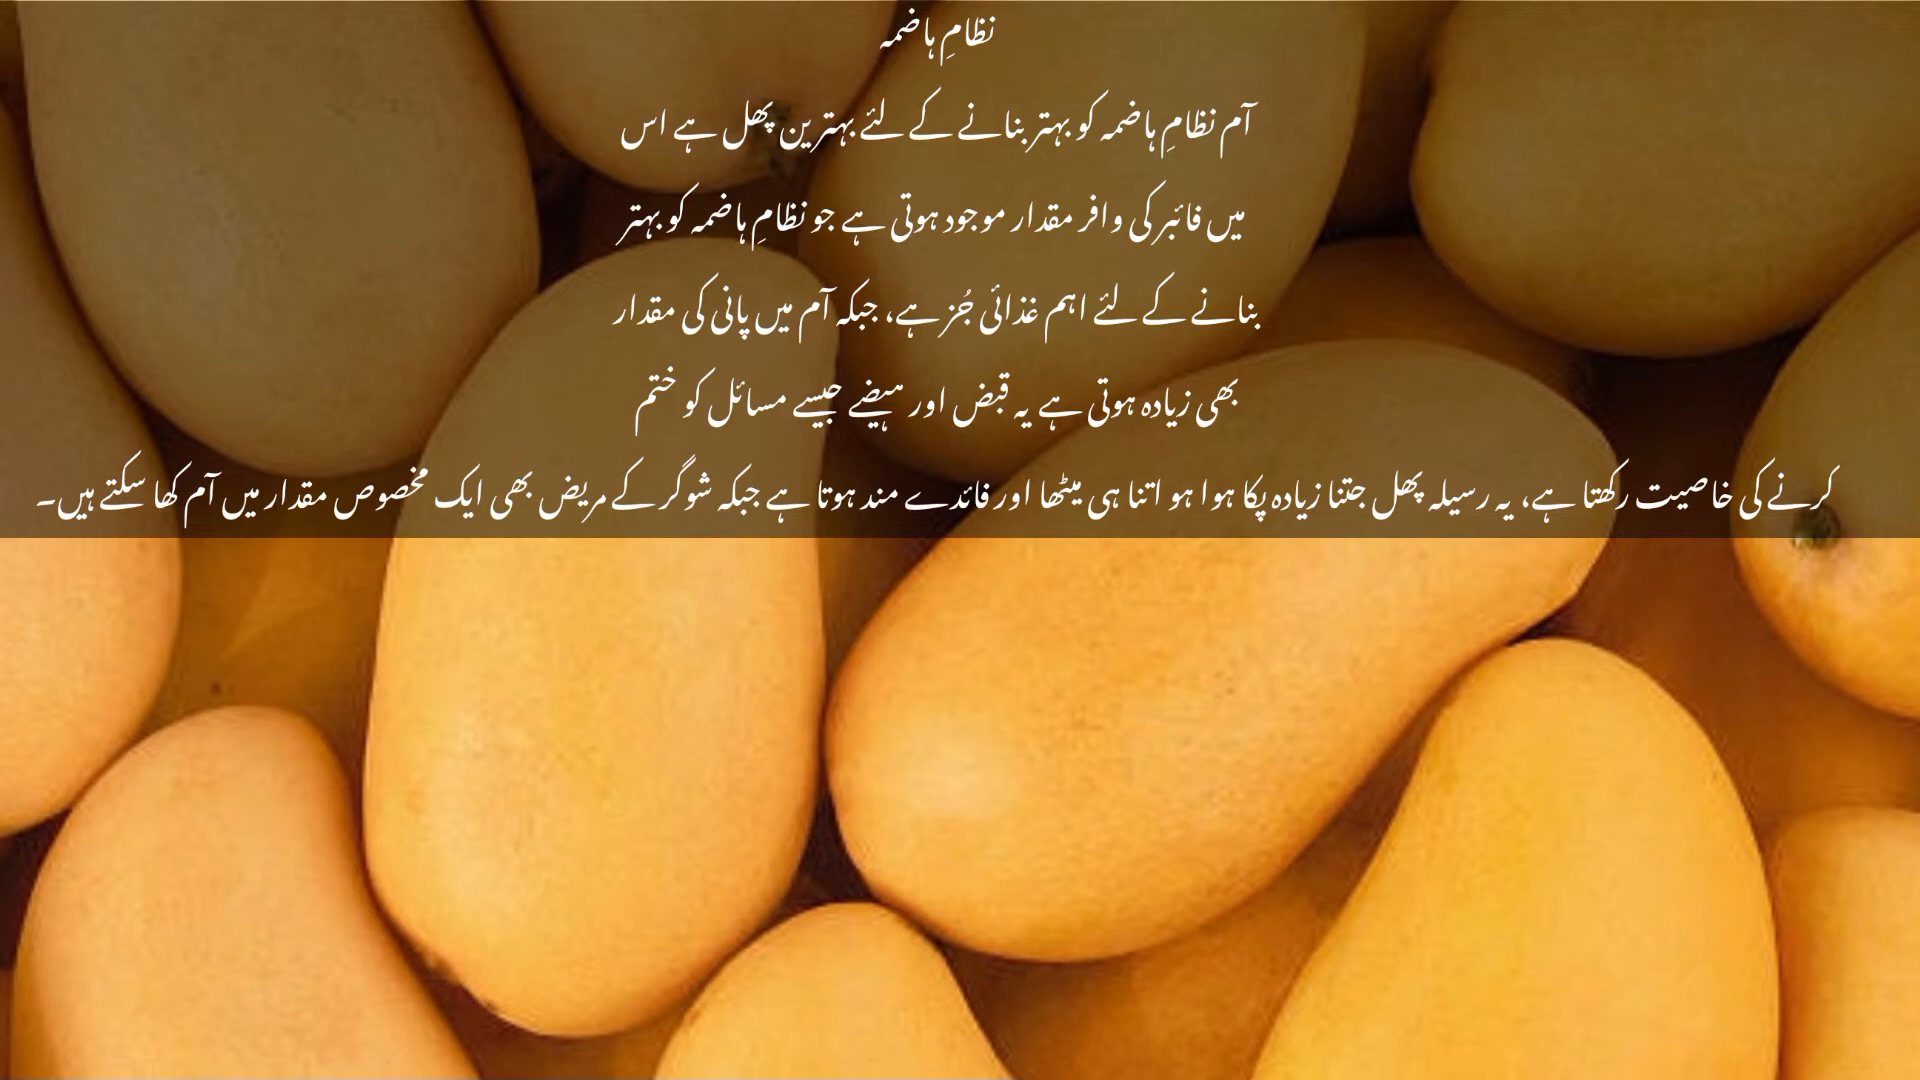 نظامِ ہاضمہ
آم نظامِ ہاضمہ کو بہتر بنانے کے لئے بہترین پھل ہے اس
میں فائبر کی وافر مقدار موجود ہوتی ہے جو نظامِ ہاضمہ کو بہتر
بنانے کے لئے اہم غذائی جُز ہے، جبکہ آم میں پانی کی مقدار
بھی زیادہ ہوتی ہے یہ قبض اور ہیضے جیسے مسائل کو ختم
کرنے کی خاصیت رکھتا ہے، یہ رسیلہ پھل جتنا زیادہ پکا ہوا ہو اتنا ہی میٹھا اور فائدے مند ہوتا ہے جبکہ شوگر کے مریض بھی ایک مخصوص مقدار میں آم کھا سکتے ہیں۔